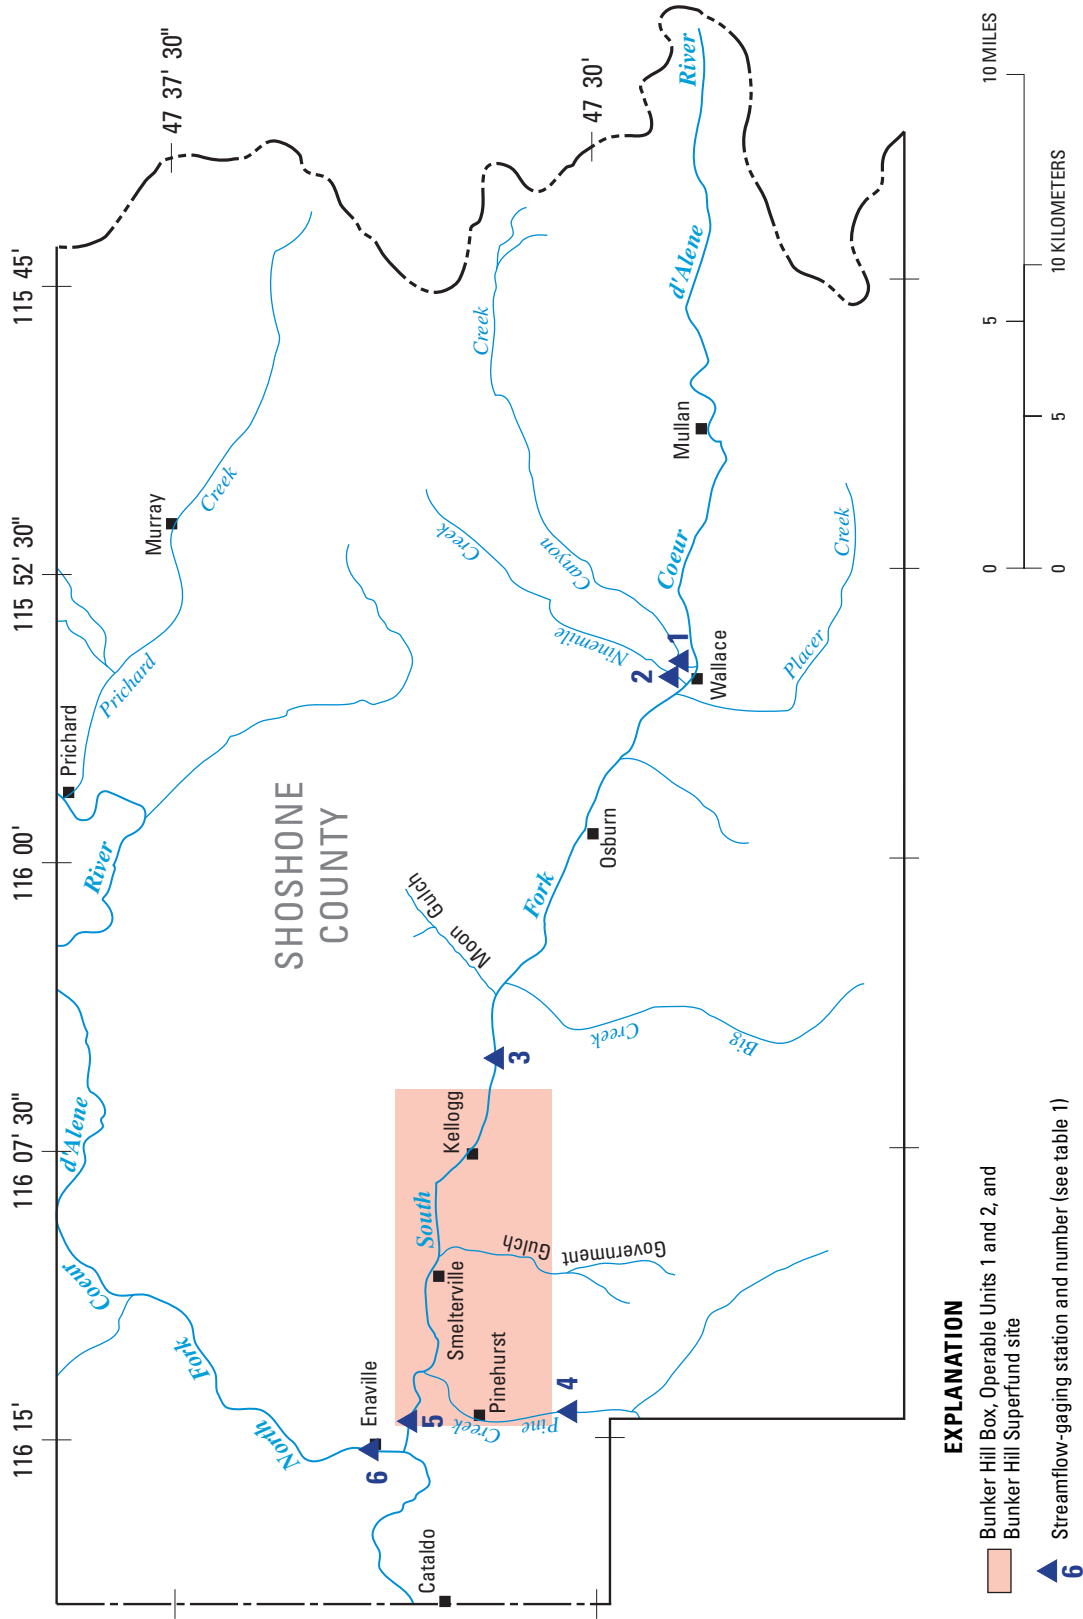 116 15'
116 07' 30"
116 00'
115 52' 30"
115 45'
47 37' 30"
47 30'
Prichard
Murray
Prichard
Creek
River
d'Alene
Coeur
Fork
North
SHOSHONE
COUNTY
Enaville
6
Cataldo
5
Pinehurst
4
Pine
Creek
Smelterville
South
Government
Gulch
Kellogg
3
Moon
Gulch
Big
Creek
Fork
Osburn
2
1
Wallace
Ninemile
Creek
Canyon
Creek
Placer
Creek
Coeur
Mullan
d'Alene
River
EXPLANATION
Bunker Hill Box, Operable Units 1 and 2, and
Bunker Hill Superfund site
6
Streamflow-gaging station and number (see table 1)
0
5
10 MILES
0
5
10 KILOMETERS